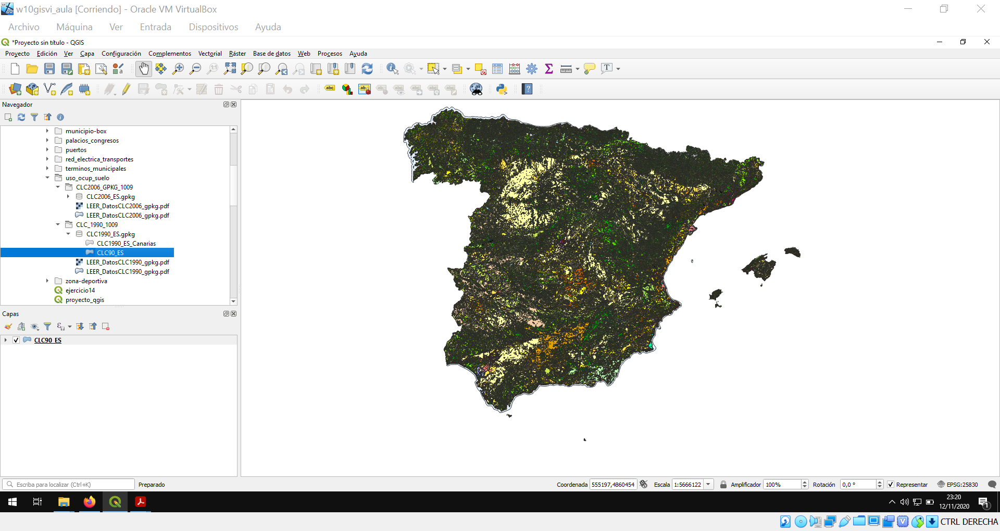 w10gisvi_aula [Corriendo] - Oracle VM VirtualBox
Archivo Máquina Ver Entrada Dispositivos Ayuda
*Proyecto sin título - QGIS
Proyecto Edición Ver Capa Configuración Complementos Vectorial Ráster Base de datos Web Procesos Ayuda
Navegador
municipio-box
palacios_congresos
puertos
red_electrica_transportes
terminos_municipales
uso_ocup_suelo
CLC2006_GPKG_1009
CLC2006_ES.gpkg
LEER_DatosCLC2006_gpkg.pdf
LEER_DatosCLC2006_gpkg.pdf
CLC_1990_1009
CLC1990_ES.gpkg
CLC1990_ES_Canarias
CLC90_ES
LEER_DatosCLC1990_gpkg.pdf
LEER_DatosCLC1990_gpkg.pdf
zona-deportiva
ejercicio14
proyecto_qgis
Capas
CLC90_ES
Escriba para localizar (Ctrl+K) Preparado Coordenada 555197,4860454 Escala 1:5666122 Amplificador 100% Rotación 0,0 ° Representar EPSG:25830
23:20
12/11/2020
1
CTRL DERECHA